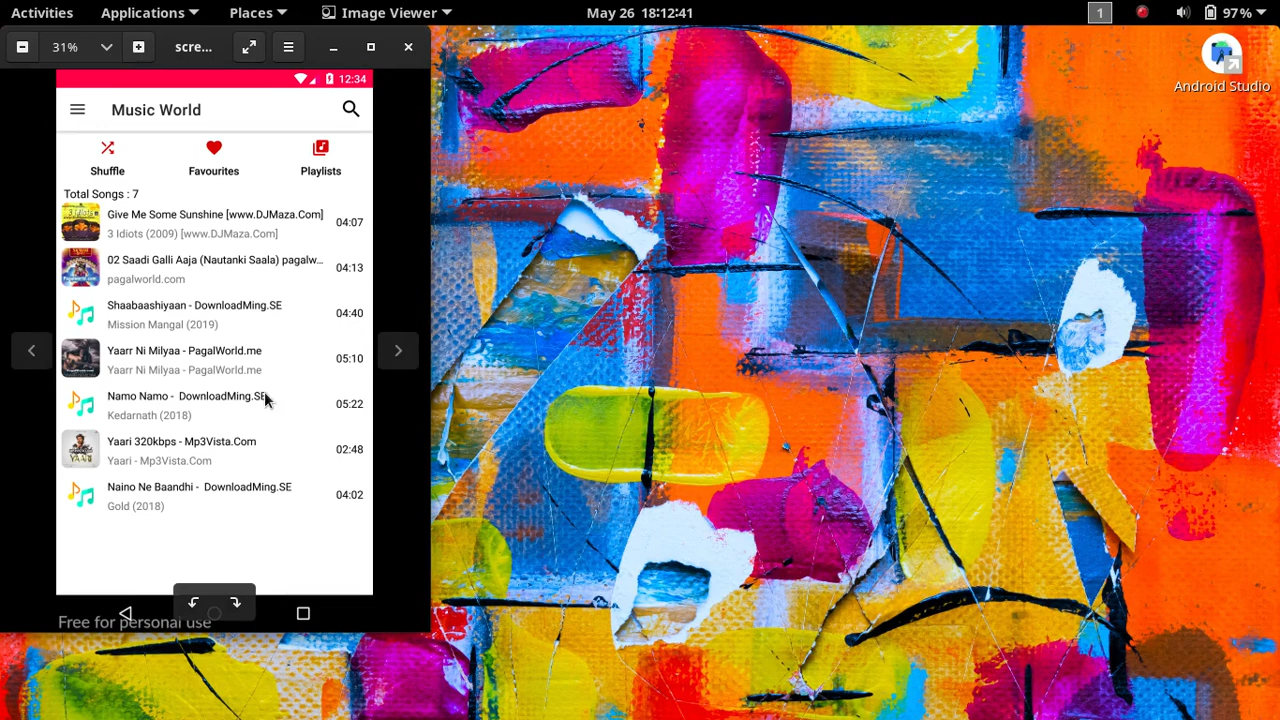 Activities Applications Places Image Viewer May 26 18:12:41 1 97%
31% scre...
Android Studio
12:34
Music World
Shuffle Favourites Playlists
Total Songs : 7
Give Me Some Sunshine [www.DJMaza.Com]
3 Idiots (2009) [www.DJMaza.Com]
04:07
02 Saadi Galli Aaja (Nautanki Saala) pagalw...
pagalworld.com
04:13
Shaabaashiyaan - DownloadMing.SE
Mission Mangal (2019)
04:40
Yaarr Ni Milyaa - PagalWorld.me
Yaarr Ni Milyaa - PagalWorld.me
05:10
Namo Namo - DownloadMing.SE
Kedarnath (2018)
05:22
Yaari 320kbps - Mp3Vista.Com
Yaari - Mp3Vista.Com
02:48
Naino Ne Baandhi - DownloadMing.SE
Gold (2018)
04:02
Free for personal use